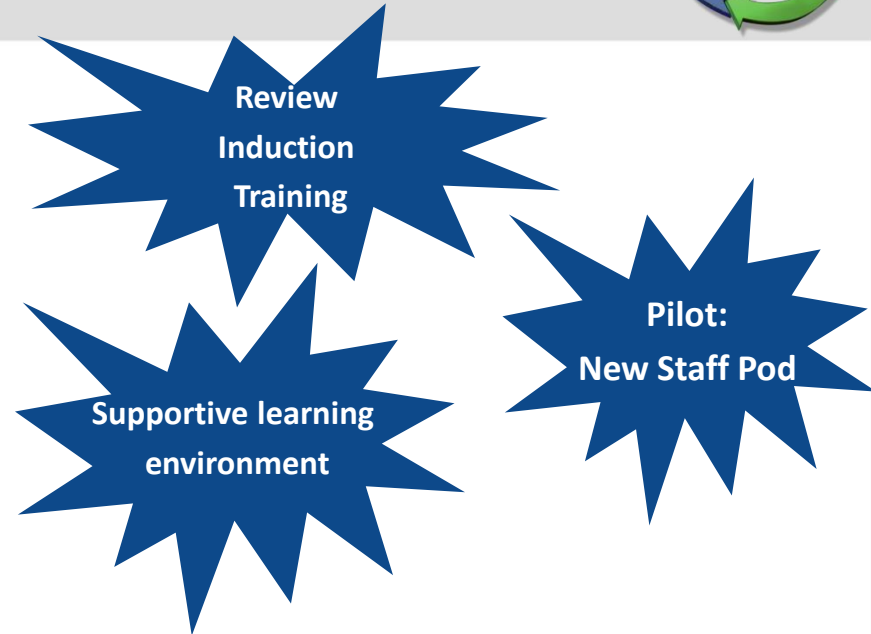 Review
Induction
Training
Pilot:
New Staff Pod
Supportive learning
environment